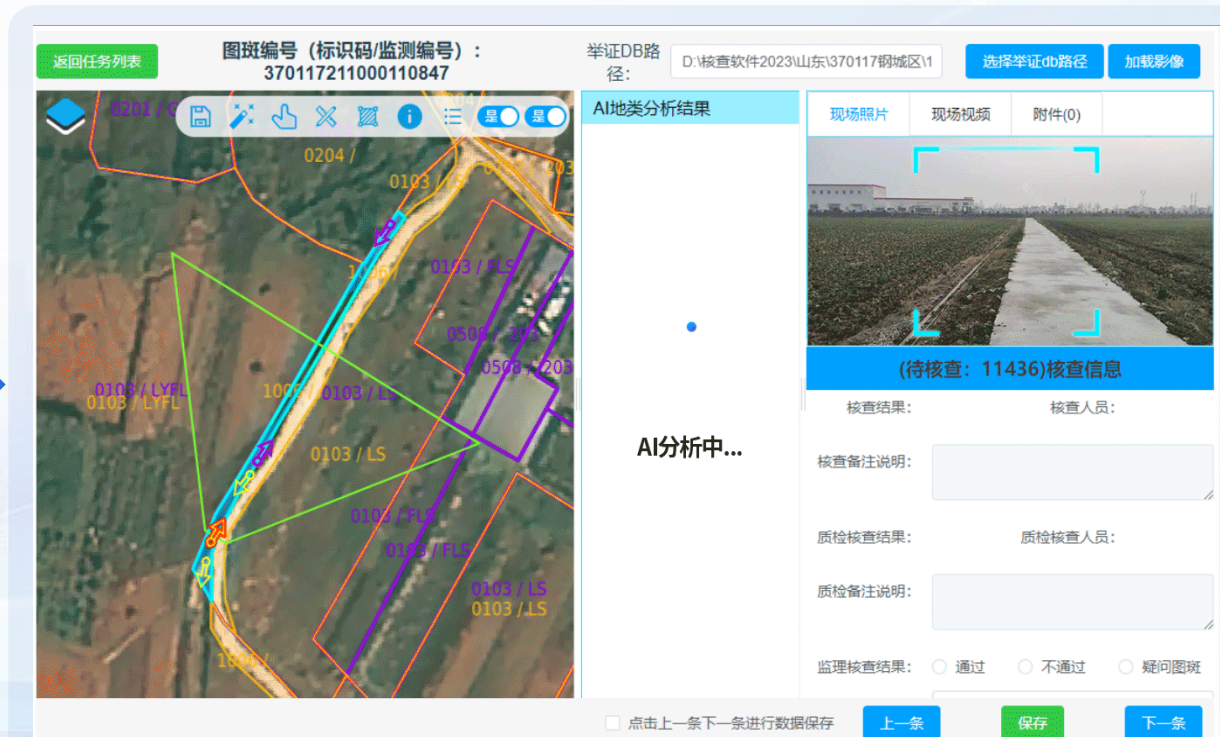 返回任务列表
图斑编号（标识码/监测编号）：
370117211000110847
举证DB路
径：
D:\核查软件2023\山东\370117钢城区\1
选择举证db路径
加载影像
是
是
AI地类分析结果
现场照片
现场视频
附件(0)
0204 /
0103 / LS
0103 / FLS
0508 / 203
0508 / 203
0103 / LYFL
0103 / LYFL
1006 /
0103 / LS
0103 / LS
0103 / FLS
0103 / FLS
0103 / LS
0103 / LS
1006 /
AI分析中...
(待核查：11436)核查信息
核查结果：
核查人员：
核查备注说明：
质检核查结果：
质检核查人员：
质检备注说明：
监理核查结果：
通过
不通过
疑问图斑
点击上一条下一条进行数据保存
上一条
保存
下一条